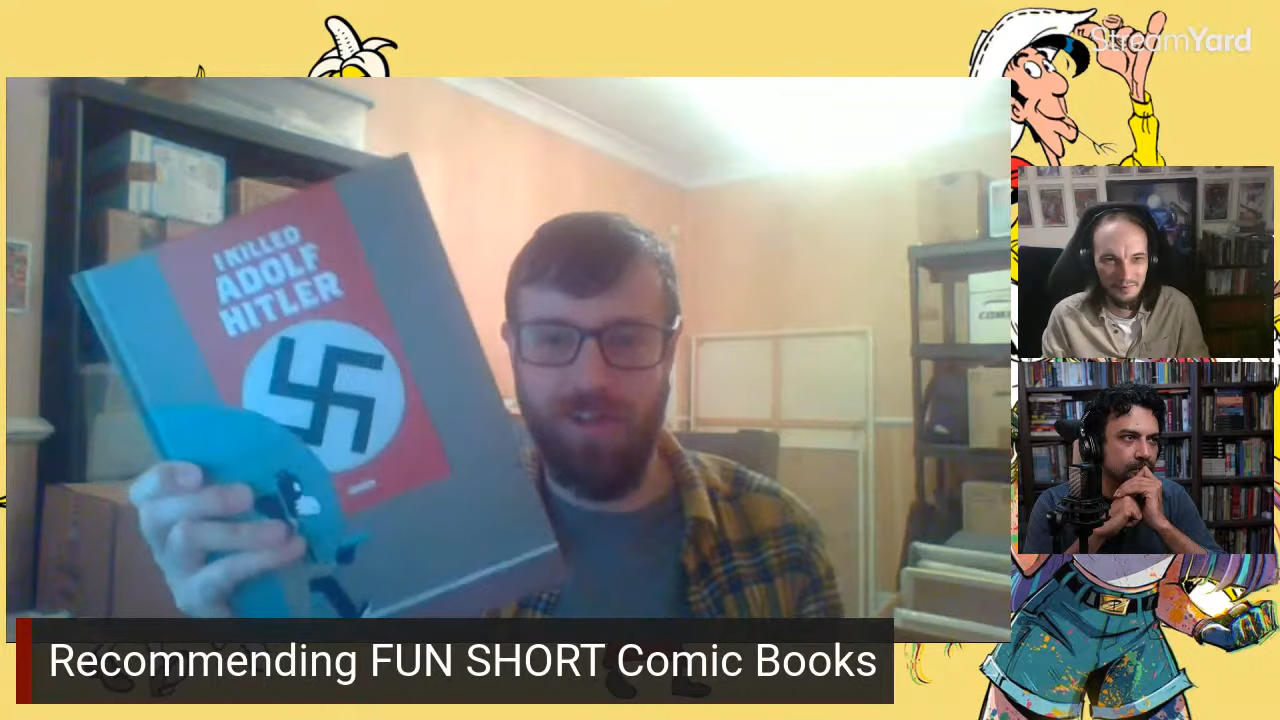 StreamYard
I KILLED
ADOLF
HITLER
Recommending FUN SHORT Comic Books